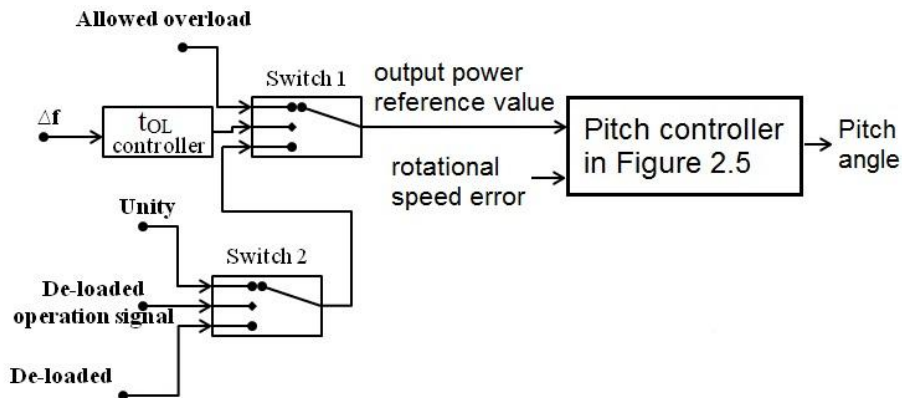 Allowed overload
Switch 1
output power
reference value
Δf
tOL
controller
Pitch controller
in Figure 2.5
Pitch
angle
rotational
speed error
Unity
Switch 2
De-loaded
operation signal
De-loaded